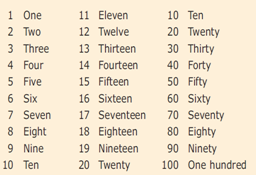 1 One 11 Eleven 10 Ten
2 Two 12 Twelve 20 Twenty
3 Three 13 Thirteen 30 Thirty
4 Four 14 Fourteen 40 Forty
5 Five 15 Fifteen 50 Fifty
6 Six 16 Sixteen 60 Sixty
7 Seven 17 Seventeen 70 Seventy
8 Eight 18 Eighteen 80 Eighty
9 Nine 19 Nineteen 90 Ninety
10 Ten 20 Twenty 100 One hundred